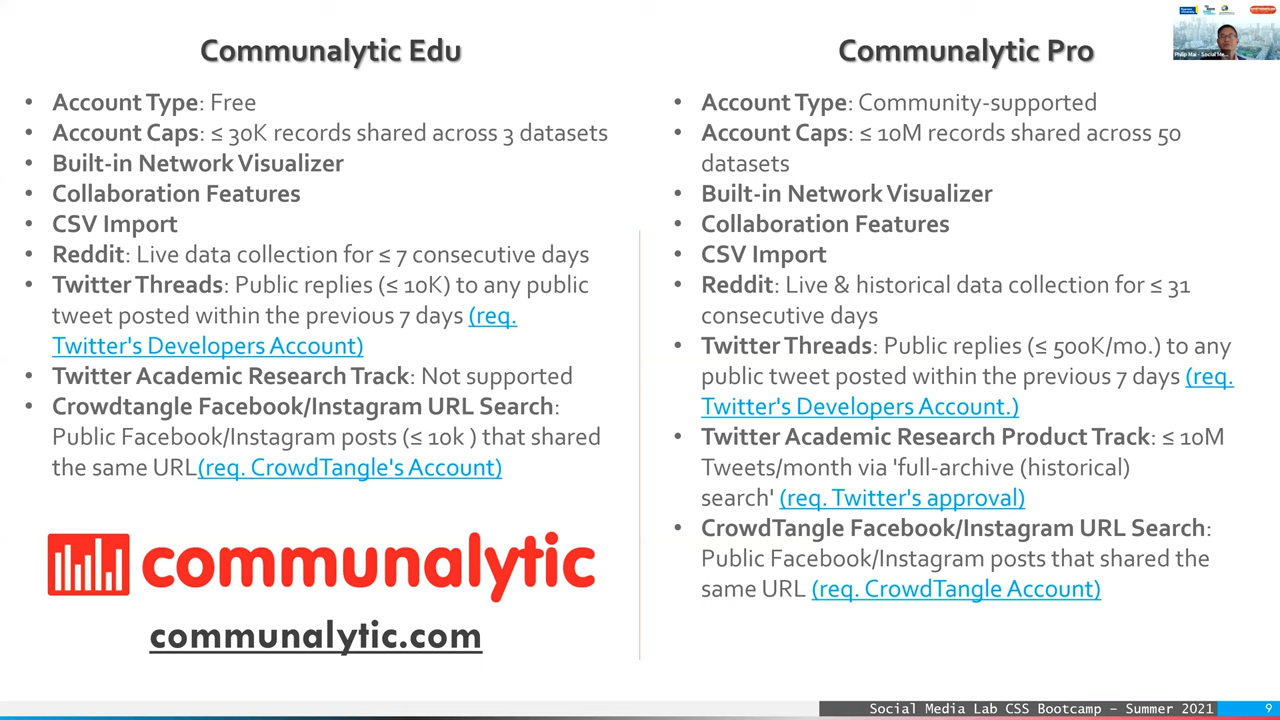 Communalytic Edu
• Account Type: Free
• Account Caps: ≤ 30K records shared across 3 datasets
• Built-in Network Visualizer
• Collaboration Features
• CSV Import
• Reddit: Live data collection for ≤ 7 consecutive days
• Twitter Threads: Public replies (≤ 10K) to any public
tweet posted within the previous 7 days (req.
Twitter's Developers Account)
• Twitter Academic Research Track: Not supported
• Crowdtangle Facebook/Instagram URL Search:
Public Facebook/Instagram posts (≤ 10k ) that shared
the same URL(req. CrowdTangle's Account)
communalytic
communalytic.com
Communalytic Pro
• Account Type: Community-supported
• Account Caps: ≤ 10M records shared across 50
datasets
• Built-in Network Visualizer
• Collaboration Features
• CSV Import
• Reddit: Live & historical data collection for ≤ 31
consecutive days
• Twitter Threads: Public replies (≤ 500K/mo.) to any
public tweet posted within the previous 7 days (req.
Twitter's Developers Account.)
• Twitter Academic Research Product Track: ≤ 10M
Tweets/month via 'full-archive (historical)
search' (req. Twitter's approval)
• CrowdTangle Facebook/Instagram URL Search:
Public Facebook/Instagram posts that shared the
same URL (req. CrowdTangle Account)
Philip Mai - Social Me...
Social Media Lab CSS Bootcamp – Summer 2021
9